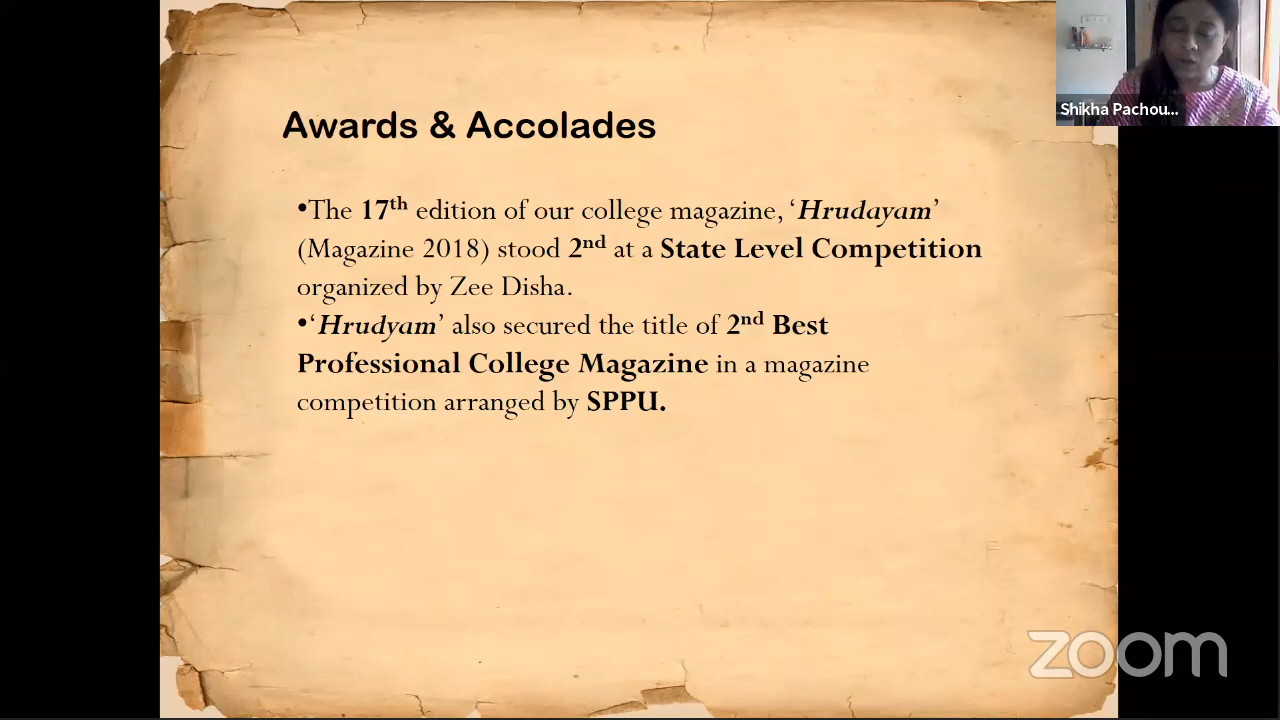 Shikha Pachou...
Awards & Accolades
•The 17th edition of our college magazine, ‘Hrudayam’
(Magazine 2018) stood 2nd at a State Level Competition
organized by Zee Disha.
•‘Hrudyam’ also secured the title of 2nd Best
Professional College Magazine in a magazine
competition arranged by SPPU.
zoom